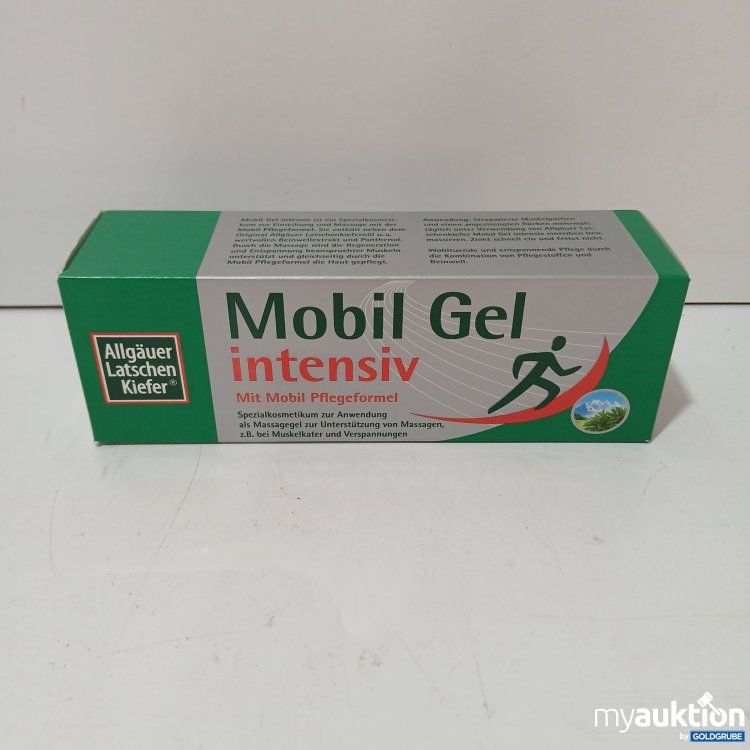 Mobil Gel intensiv ist ein Spezialkosmeti-
kum zur Einreibung und Massage mit der
Mobil Pflegeformel. Sie enthält neben dem
Original Allgäuer Latschenkiefernöl u.a.
wertvollen Beinwellextrakt und Panthenol.
Durch die Massage wird die Regeneration
und Entspannung beanspruchter Muskeln
unterstützt und gleichzeitig durch die
Mobil Pflegeformel die Haut gepflegt.
Anwendung: Strapazierte Muskelpartien
und einen angestrengten Rücken mehrmals
täglich unter Verwendung von Allgäuer Lat-
schenkiefer Mobil Gel intensiv einreiben bzw.
massieren. Zieht schnell ein und fettet nicht.
Wohltuende und entspannende Pflege durch
die Kombination von Pflegestoffen und
Beinwell.
Allgäuer
Latschen
Kiefer®
Mobil Gel
intensiv
Mit Mobil Pflegeformel
Spezialkosmetikum zur Anwendung
als Massagegel zur Unterstützung von Massagen,
z.B. bei Muskelkater und Verspannungen
myauktion
by GOLDGRUBE